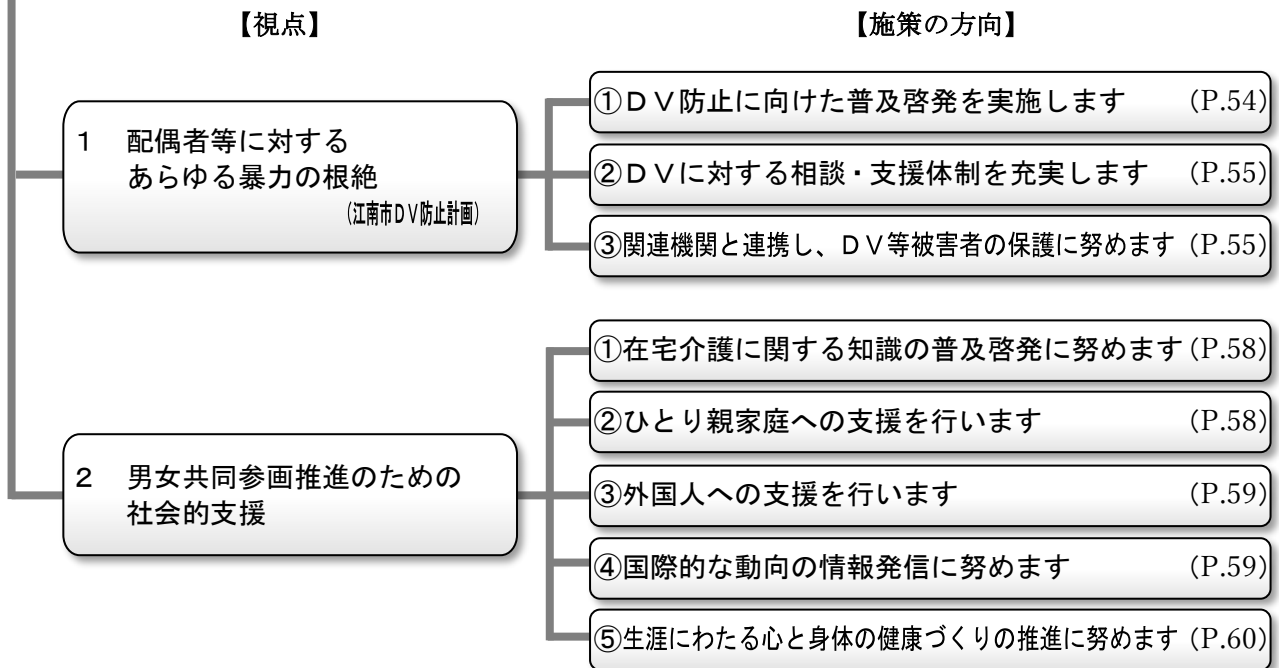 【視点】 【施策の方向】
1 配偶者等に対する
あらゆる暴力の根絶
(江南市DV防止計画)
①DV防止に向けた普及啓発を実施します (P.54)
②DVに対する相談・支援体制を充実します (P.55)
③関連機関と連携し、DV等被害者の保護に努めます (P.55)
2 男女共同参画推進のための
社会的支援
①在宅介護に関する知識の普及啓発に努めます (P.58)
②ひとり親家庭への支援を行います (P.58)
③外国人への支援を行います (P.59)
④国際的な動向の情報発信に努めます (P.59)
⑤生涯にわたる心と身体の健康づくりの推進に努めます (P.60)